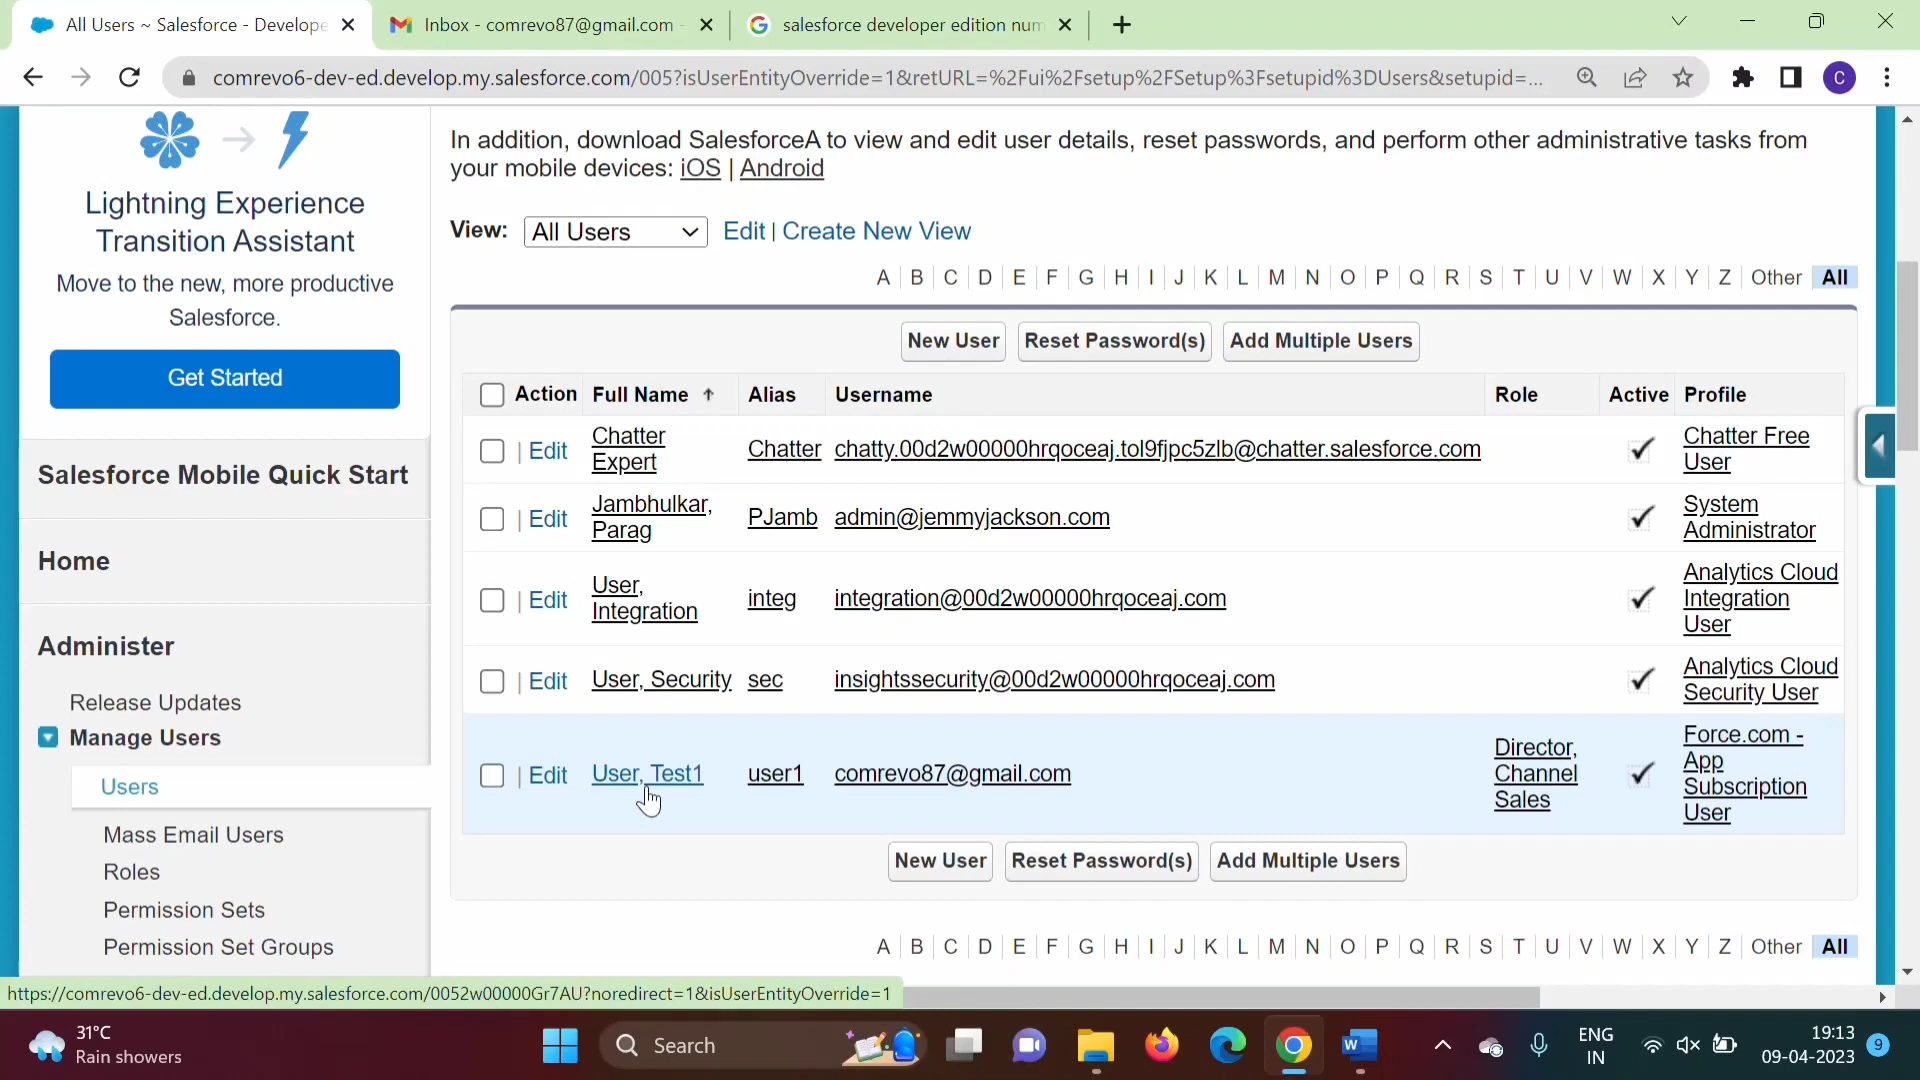 All Users ~ Salesforce - Develope
Inbox - comrevo87@gmail.com -
salesforce developer edition num
comrevo6-dev-ed.develop.my.salesforce.com/005?isUserEntityOverride=1&retURL=%2Fui%2Fsetup%2FSetup%3Fsetupid%3DUsers&setupid=...
C
Lightning Experience
Transition Assistant
Move to the new, more productive
Salesforce.
Get Started
Salesforce Mobile Quick Start
Home
Administer
Release Updates
Manage Users
Users
Mass Email Users
Roles
Permission Sets
Permission Set Groups
In addition, download SalesforceA to view and edit user details, reset passwords, and perform other administrative tasks from
your mobile devices: iOS | Android
View: All Users Edit | Create New View
A B C D E F G H I J K L M N O P Q R S T U V W X Y Z Other All
New User Reset Password(s) Add Multiple Users
Action Full Name ↑ Alias Username Role Active Profile
| Edit Chatter Expert Chatter chatty.00d2w00000hrqoceaj.tol9fjpc5zlb@chatter.salesforce.com Chatter Free User
| Edit Jambhulkar, Parag PJamb admin@jemmyjackson.com System Administrator
| Edit User, Integration integ integration@00d2w00000hrqoceaj.com Analytics Cloud Integration User
| Edit User, Security sec insightssecurity@00d2w00000hrqoceaj.com Analytics Cloud Security User
| Edit User, Test1 user1 comrevo87@gmail.com Director, Channel Sales Force.com - App Subscription User
New User Reset Password(s) Add Multiple Users
A B C D E F G H I J K L M N O P Q R S T U V W X Y Z Other All
https://comrevo6-dev-ed.develop.my.salesforce.com/0052w00000Gr7AU?noredirect=1&isUserEntityOverride=1
31°C
Rain showers
Search
W
ENG
IN
19:13
09-04-2023
9